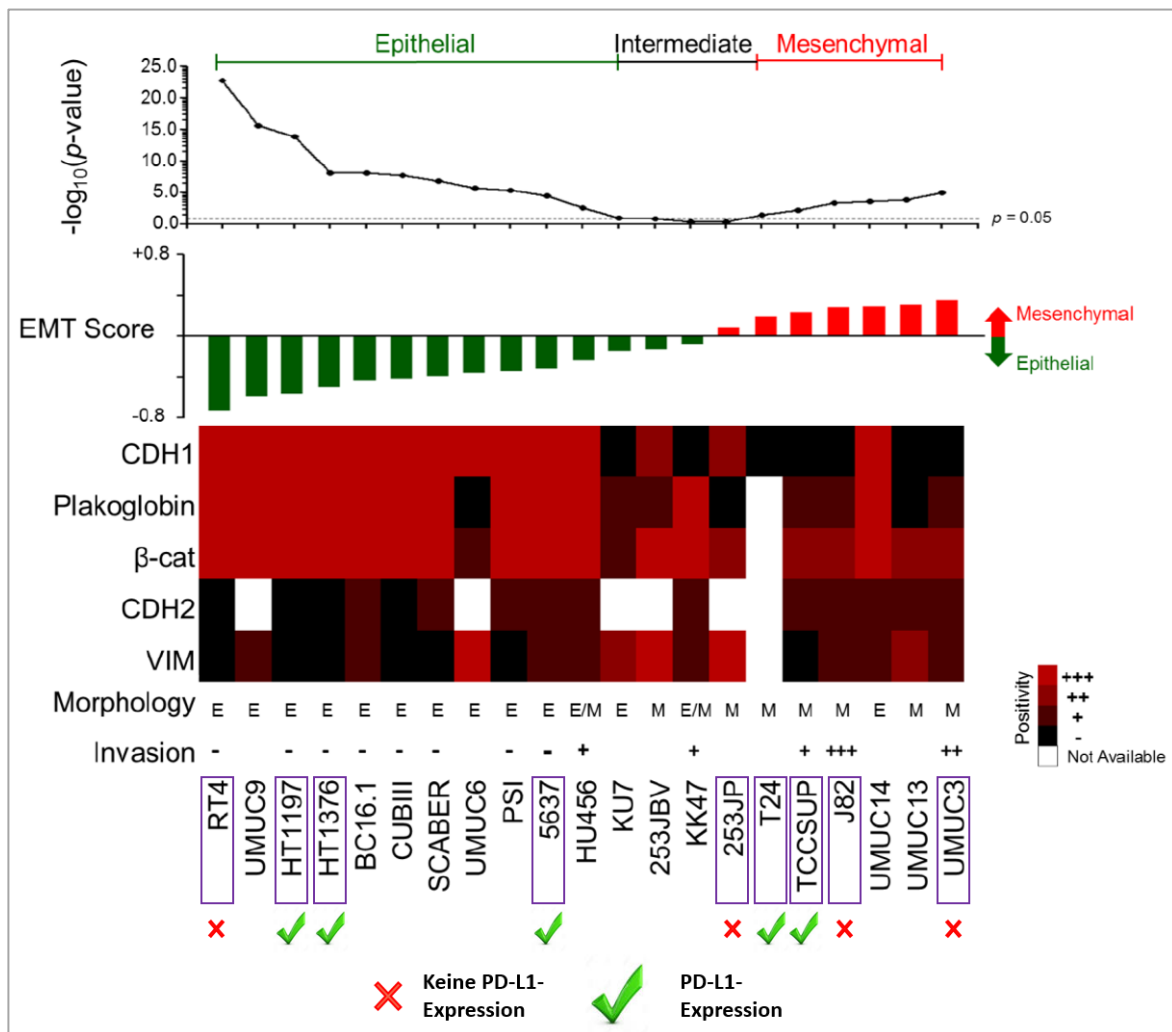 Epithelial Intermediate Mesenchymal
-log10(p-value)
25.0
20.0
15.0
10.0
5.0
0.0
p = 0.05
+0.8
EMT Score
-0.8
Mesenchymal
Epithelial
CDH1
Plakoglobin
β-cat
CDH2
VIM
Positivity
+++
++
+
-
Not Available
Morphology E E E E E E E E E E E/M E M E/M M M M M E M M
Invasion - - - - - - - + + + +++ ++
RT4 UMUC9 HT1197 HT1376 BC16.1 CUBIII SCABER UMUC6 PSI 5637 HU456 KU7 253JBV KK47 253JP T24 TCCSUP J82 UMUC14 UMUC13 UMUC3
Keine PD-L1-
Expression
PD-L1-
Expression